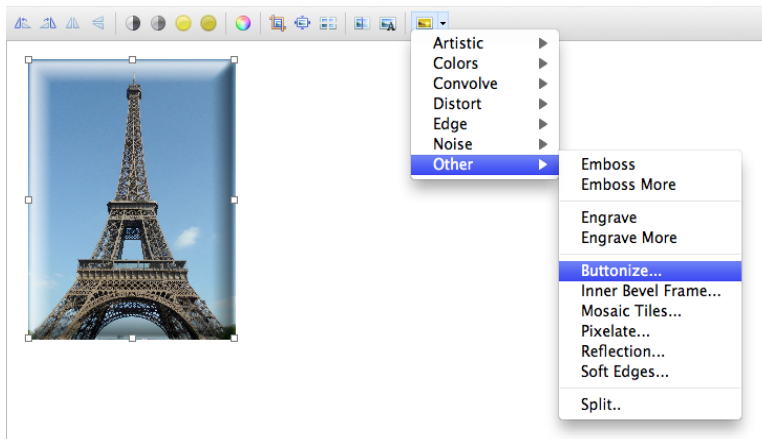 Artistic
Colors
Convolve
Distort
Edge
Noise
Other
Emboss
Emboss More
Engrave
Engrave More
Buttonize...
Inner Bevel Frame...
Mosaic Tiles...
Pixelate...
Reflection...
Soft Edges...
Split..